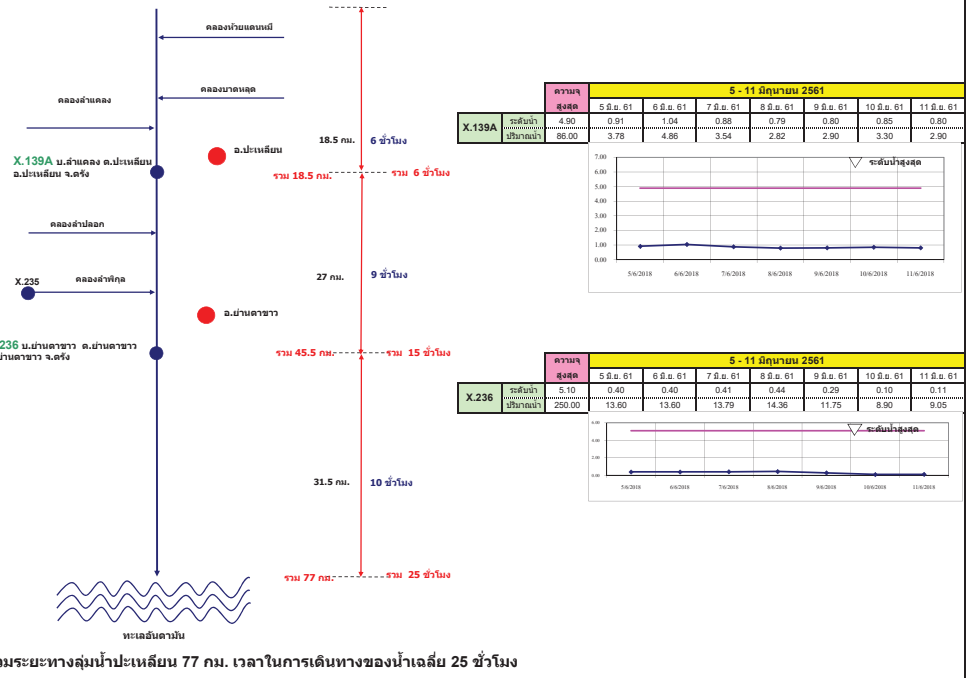 คลองห้วยแดนหมี
คลองบาดหลุด
คลองลำแคลง
18.5 กม. 6 ชั่วโมง
อ.ปะเหลียน
X.139A บ.ลำแคลง ต.ปะเหลียน
อ.ปะเหลียน จ.ตรัง
รวม 18.5 กม. รวม 6 ชั่วโมง
คลองลำปลอก
X.235 คลองลำพิกุล
27 กม. 9 ชั่วโมง
อ.ย่านตาขาว
236 บ.ย่านตาขาว ต.ย่านตาขาว
ย่านตาขาว จ.ตรัง
รวม 45.5 กม. รวม 15 ชั่วโมง
31.5 กม. 10 ชั่วโมง
รวม 77 กม. รวม 25 ชั่วโมง
ทะเลอันดามัน
วมระยะทางลุ่มน้ำปะเหลียน 77 กม. เวลาในการเดินทางของน้ำเฉลี่ย 25 ชั่วโมง
ความจุ 5 - 11 มิถุนายน 2561
สูงสุด 5 มิ.ย. 61 6 มิ.ย. 61 7 มิ.ย. 61 8 มิ.ย. 61 9 มิ.ย. 61 10 มิ.ย. 61 11 มิ.ย. 61
X.139A ระดับน้ำ 4.90 0.91 1.04 0.88 0.79 0.80 0.85 0.80
ปริมาณน้ำ 86.00 3.78 4.86 3.54 2.82 2.90 3.30 2.90
ระดับน้ำสูงสุด
7.00
6.00
5.00
4.00
3.00
2.00
1.00
0.00
5/6/2018 6/6/2018 7/6/2018 8/6/2018 9/6/2018 10/6/2018 11/6/2018
ความจุ 5 - 11 มิถุนายน 2561
สูงสุด 5 มิ.ย. 61 6 มิ.ย. 61 7 มิ.ย. 61 8 มิ.ย. 61 9 มิ.ย. 61 10 มิ.ย. 61 11 มิ.ย. 61
X.236 ระดับน้ำ 5.10 0.40 0.40 0.41 0.44 0.29 0.10 0.11
ปริมาณน้ำ 250.00 13.60 13.60 13.79 14.36 11.75 8.90 9.05
ระดับน้ำสูงสุด
6.00
4.00
2.00
0.00
5/6/2018 6/6/2018 7/6/2018 8/6/2018 9/6/2018 10/6/2018 11/6/2018